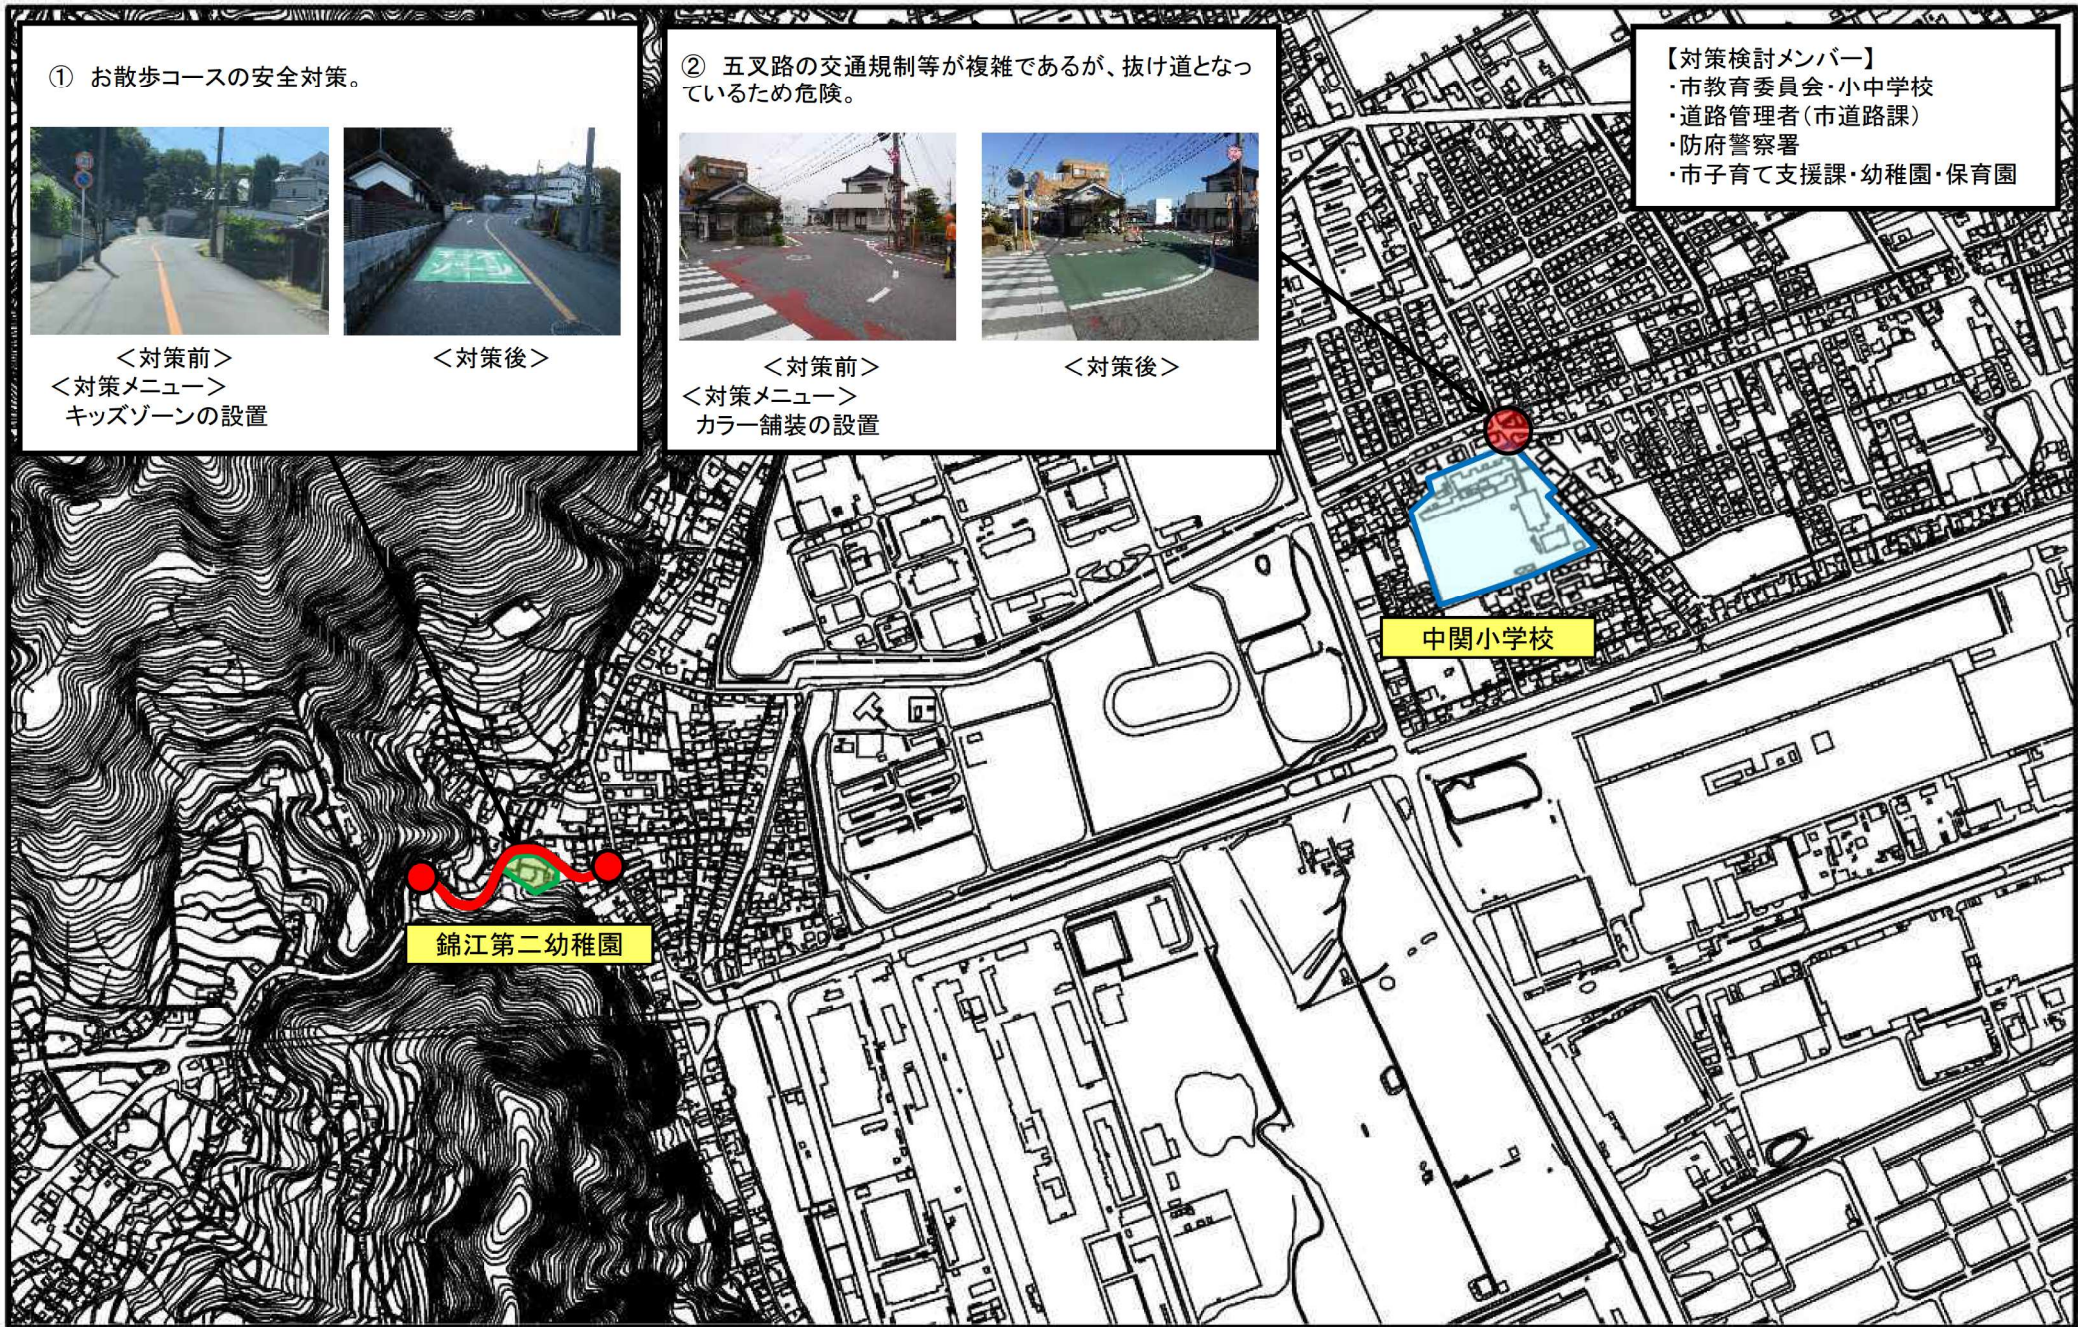 ① お散歩コースの安全対策。
＜対策前＞
＜対策後＞
＜対策メニュー＞
キッズゾーンの設置
② 五叉路の交通規制等が複雑であるが、抜け道となっ
ているため危険。
＜対策前＞
＜対策後＞
＜対策メニュー＞
カラー舗装の設置
【対策検討メンバー】
・市教育委員会・小中学校
・道路管理者（市道路課）
・防府警察署
・市子育て支援課・幼稚園・保育園
中関小学校
錦江第二幼稚園